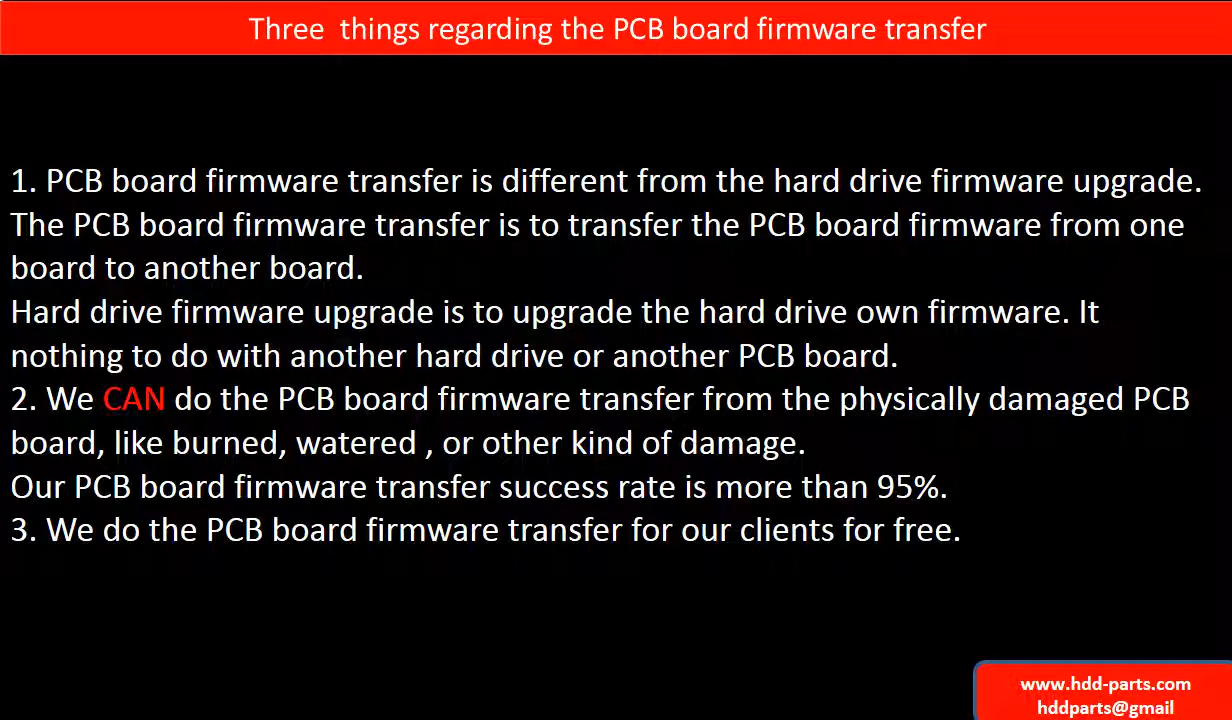 Three  things regarding the PCB board firmware transfer
1. PCB board firmware transfer is different from the hard drive firmware upgrade.
The PCB board firmware transfer is to transfer the PCB board firmware from one
board to another board.
Hard drive firmware upgrade is to upgrade the hard drive own firmware. It
nothing to do with another hard drive or another PCB board.
2. We CAN do the PCB board firmware transfer from the physically damaged PCB
board, like burned, watered , or other kind of damage.
Our PCB board firmware transfer success rate is more than 95%.
3. We do the PCB board firmware transfer for our clients for free.
www.hdd-parts.com
hddparts@gmail